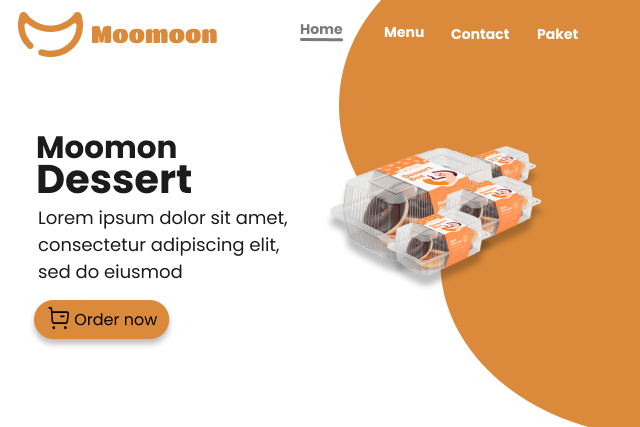 Moomoon
Home
Menu
Contact
Paket
Moomon
Dessert
Lorem ipsum dolor sit amet,
consectetur adipiscing elit,
sed do eiusmod
Order now
Dessert